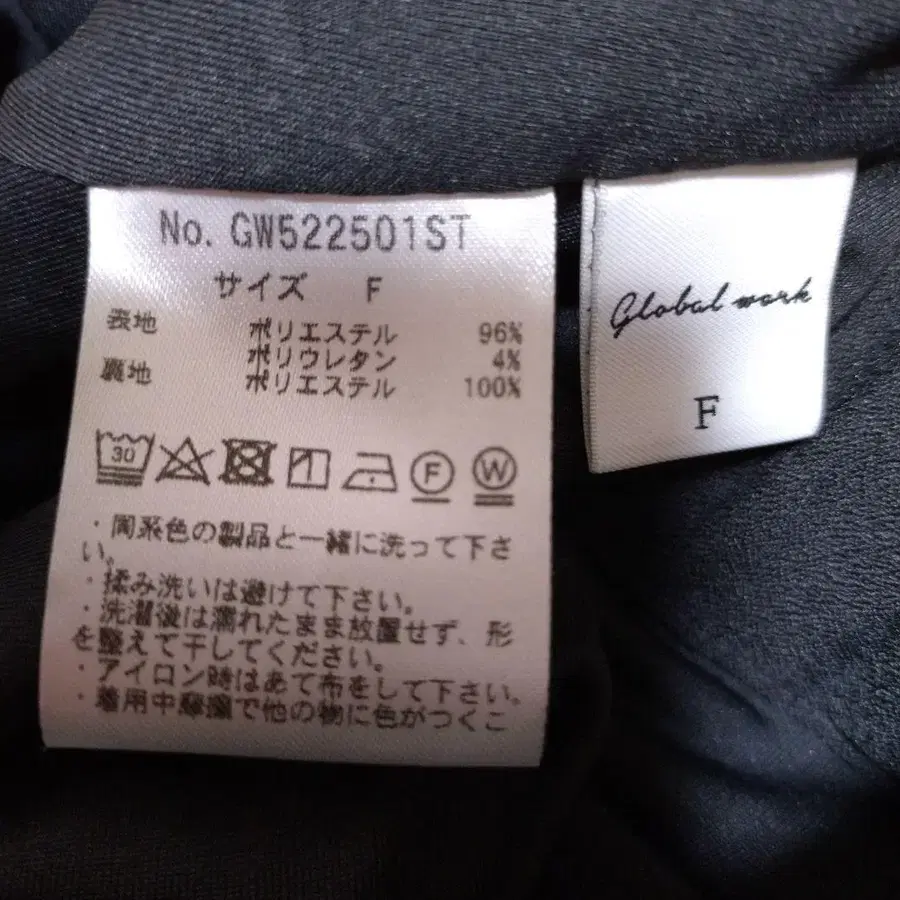 No. GW522501ST
サイズ F
表地 ポリエステル 96%
ポリウレタン 4%
裏地 ポリエステル 100%
30 F W
・同系色の製品と一緒に洗って下さ
い。
・揉み洗いは避けて下さい。
・洗濯後は濡れたまま放置せず、形
を整えて干してください。
・アイロン時はあて布をして下さい。
・着用中摩擦で他の物に色がつくこ
Global work
F